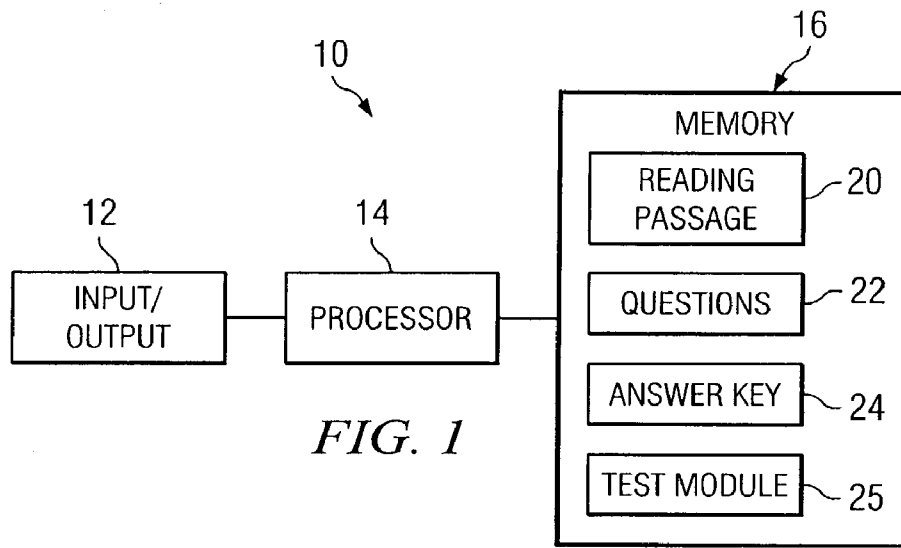 16
10
MEMORY
READING
PASSAGE
20
12
14
INPUT/
OUTPUT
PROCESSOR
QUESTIONS
22
ANSWER KEY
24
FIG. 1
TEST MODULE
25